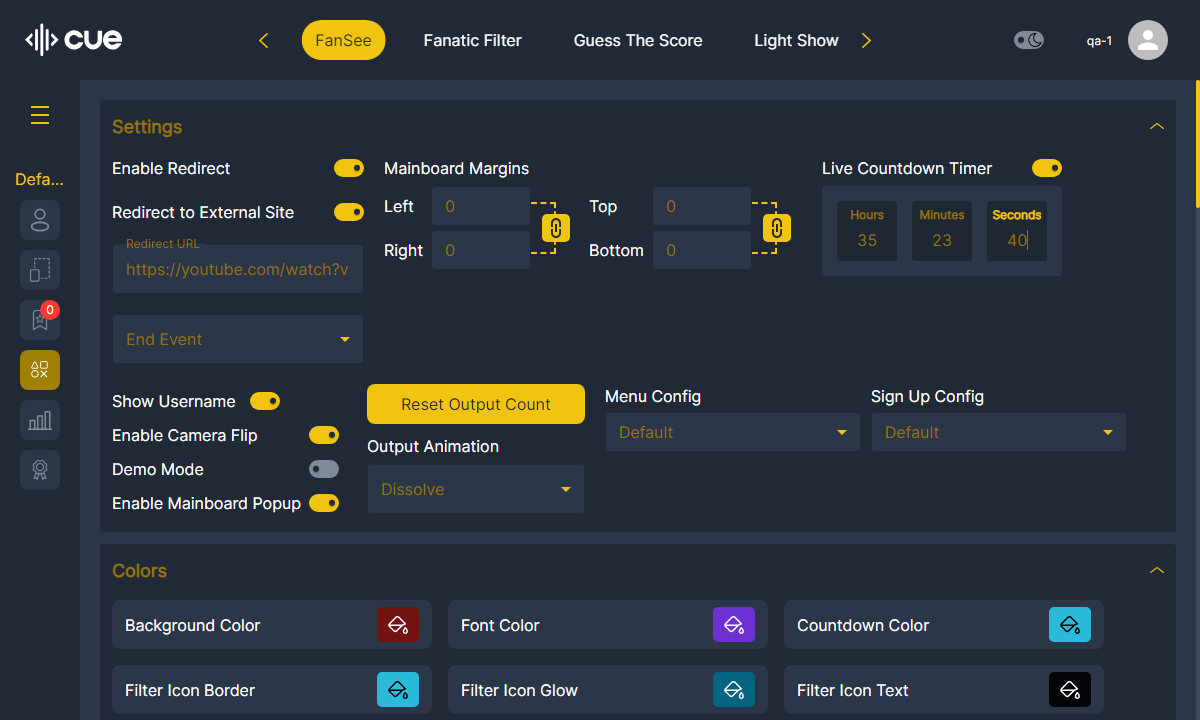 cue
FanSee
Fanatic Filter
Guess The Score
Light Show
qa-1
Defa...
0
Settings
Enable Redirect
Redirect to External Site
Redirect URL
https://youtube.com/watch?v
End Event
Mainboard Margins
Left
0
Right
0
Top
0
Bottom
0
Live Countdown Timer
Hours
35
Minutes
23
Seconds
40
Show Username
Enable Camera Flip
Demo Mode
Enable Mainboard Popup
Reset Output Count
Output Animation
Dissolve
Menu Config
Default
Sign Up Config
Default
Colors
Background Color
Font Color
Countdown Color
Filter Icon Border
Filter Icon Glow
Filter Icon Text